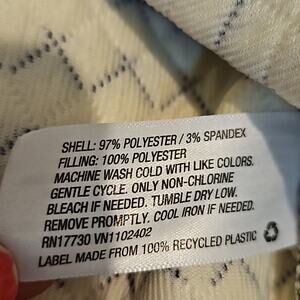 SHELL: 97% POLYESTER / 3% SPANDEX
FILLING: 100% POLYESTER
MACHINE WASH COLD WITH LIKE COLORS.
GENTLE CYCLE. ONLY NON-CHLORINE
BLEACH IF NEEDED. TUMBLE DRY LOW.
REMOVE PROMPTLY. COOL IRON IF NEEDED.
RN17730 VN1102402
LABEL MADE FROM 100% RECYCLED PLASTIC